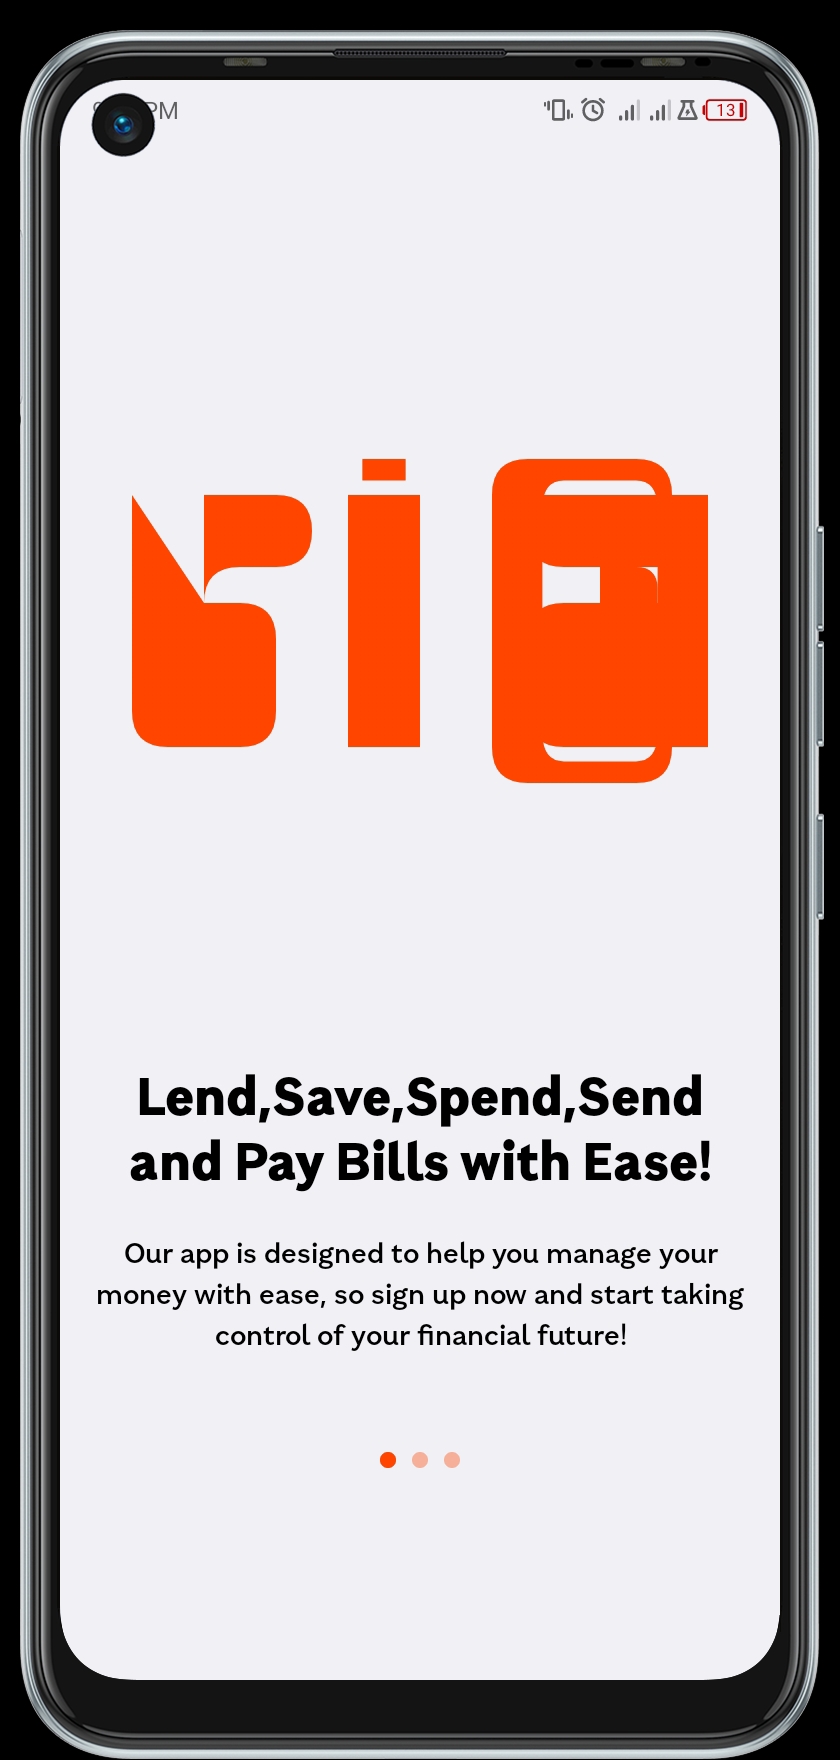 PM
13
Lend,Save,Spend,Send
and Pay Bills with Ease!
Our app is designed to help you manage your
money with ease, so sign up now and start taking
control of your financial future!